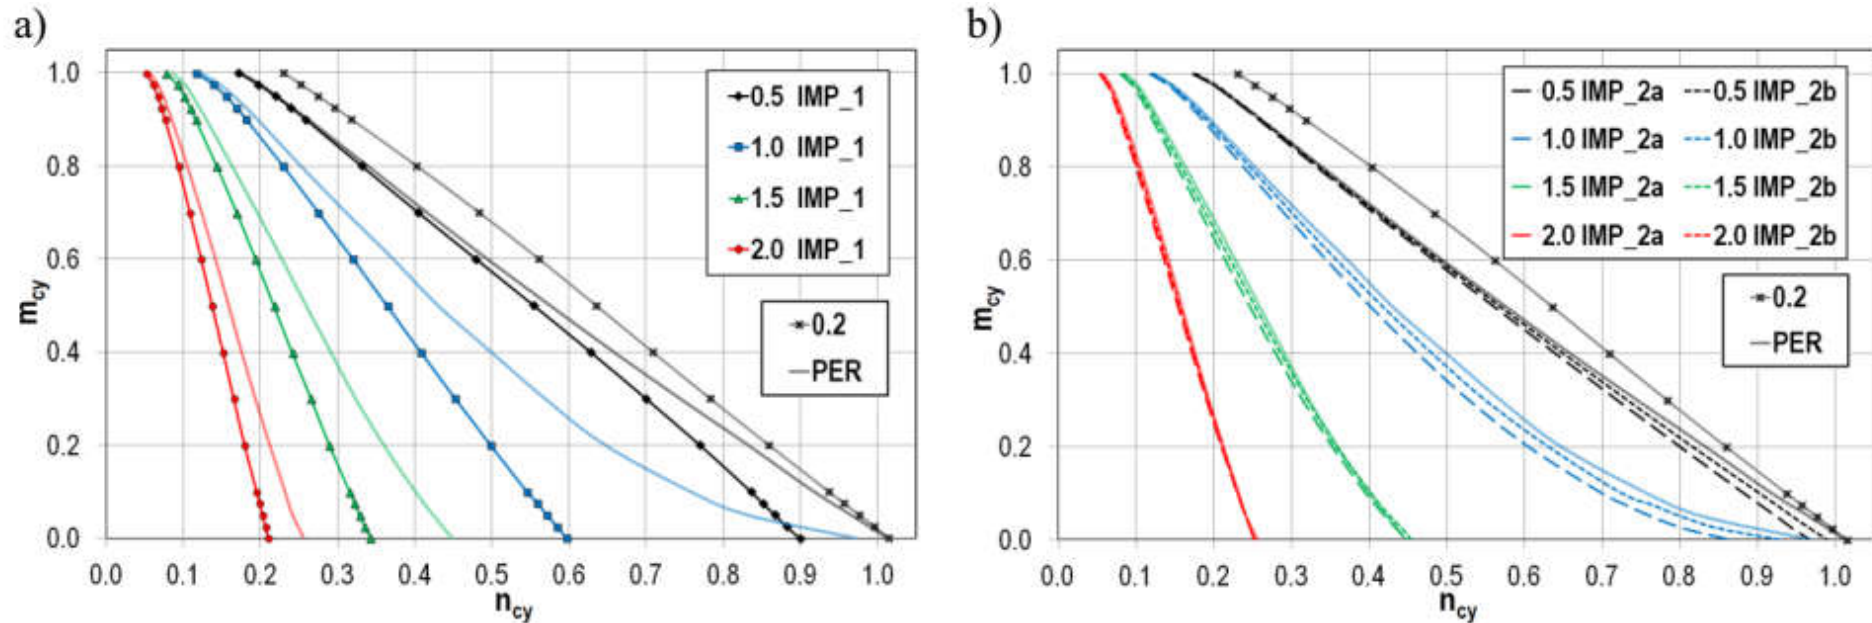 a)
1.0
0.8
0.6
0.4
0.2
0.0
m_cy
0.0 0.1 0.2 0.3 0.4 0.5 0.6 0.7 0.8 0.9 1.0
n_cy
0.5 IMP_1
1.0 IMP_1
1.5 IMP_1
2.0 IMP_1
0.2
PER
b)
1.0
0.8
0.6
0.4
0.2
0.0
m_cy
0.0 0.1 0.2 0.3 0.4 0.5 0.6 0.7 0.8 0.9 1.0
n_cy
0.5 IMP_2a 0.5 IMP_2b
1.0 IMP_2a 1.0 IMP_2b
1.5 IMP_2a 1.5 IMP_2b
2.0 IMP_2a 2.0 IMP_2b
0.2
PER